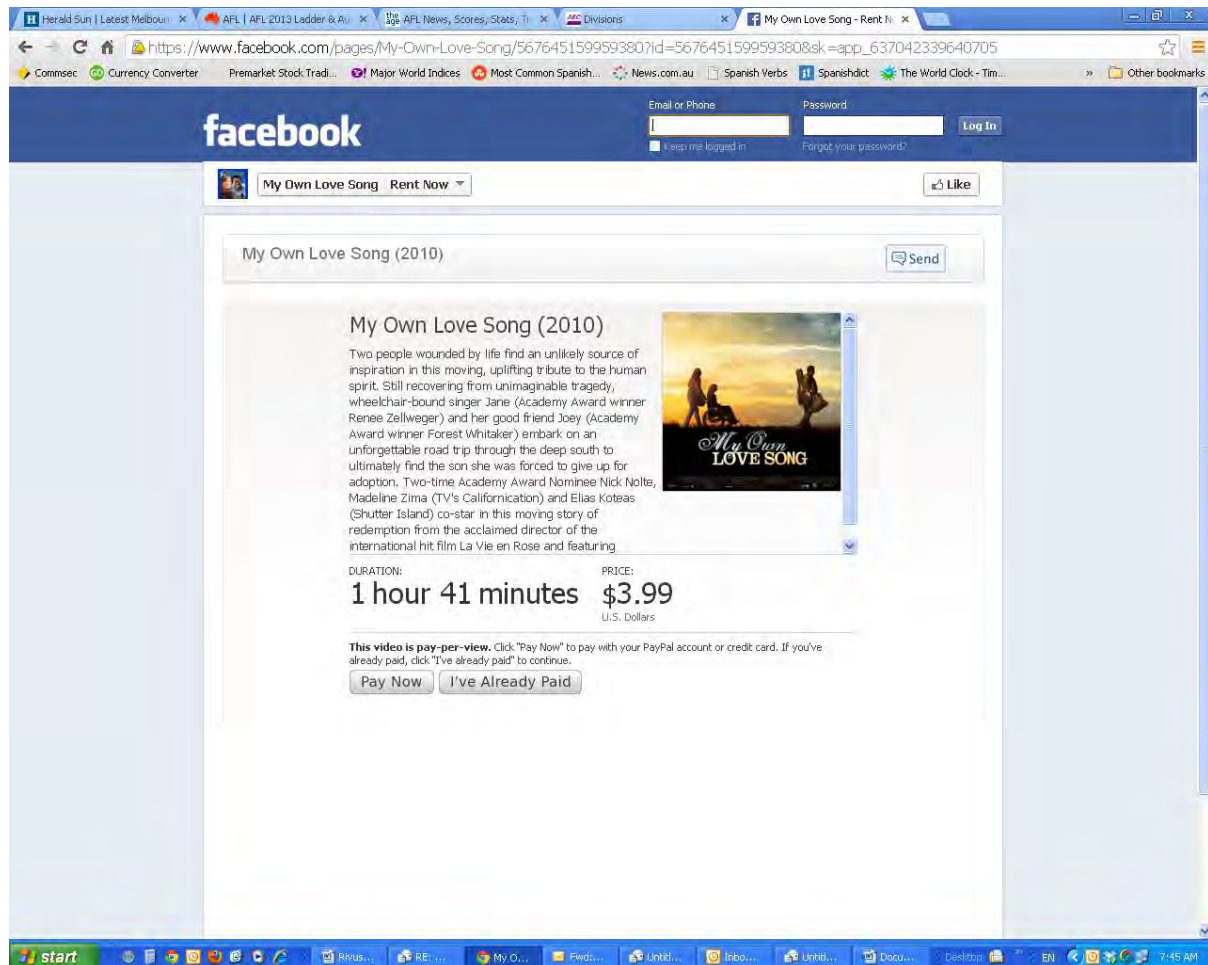 Herald Sun | Latest Melbourn
AFL | AFL 2013 Ladder & Au
the age AFL News, Scores, Stats, Ti
AEC Divisions
My Own Love Song - Rent N
https://www.facebook.com/pages/My-Own-Love-Song/567645159959380?id=567645159959380&sk=app_637042339640705
Commsec Currency Converter Premarket Stock Tradi... Major World Indices Most Common Spanish... News.com.au Spanish Verbs Spanishdict The World Clock - Tim... » Other bookmarks
facebook
Email or Phone
Password
Log In
Keep me logged in
Forgot your password?
My Own Love Song Rent Now
Like
My Own Love Song (2010)
Send
My Own Love Song (2010)
Two people wounded by life find an unlikely source of
inspiration in this moving, uplifting tribute to the human
spirit. Still recovering from unimaginable tragedy,
wheelchair-bound singer Jane (Academy Award winner
Renee Zellweger) and her good friend Joey (Academy
Award winner Forest Whitaker) embark on an
unforgettable road trip through the deep south to
ultimately find the son she was forced to give up for
adoption. Two-time Academy Award Nominee Nick Nolte,
Madeline Zima (TV's Californication) and Elias Koteas
(Shutter Island) co-star in this moving story of
redemption from the acclaimed director of the
international hit film La Vie en Rose and featuring
My Own
LOVE SONG
DURATION:
1 hour 41 minutes
PRICE:
$3.99
U.S. Dollars
This video is pay-per-view. Click "Pay Now" to pay with your PayPal account or credit card. If you've
already paid, click "I've already paid" to continue.
Pay Now I've Already Paid
start Rivus... RE: ... My O... Fwd:... Untitl... Inbo... Untitl... Docu... Desktop » EN 7:45 AM